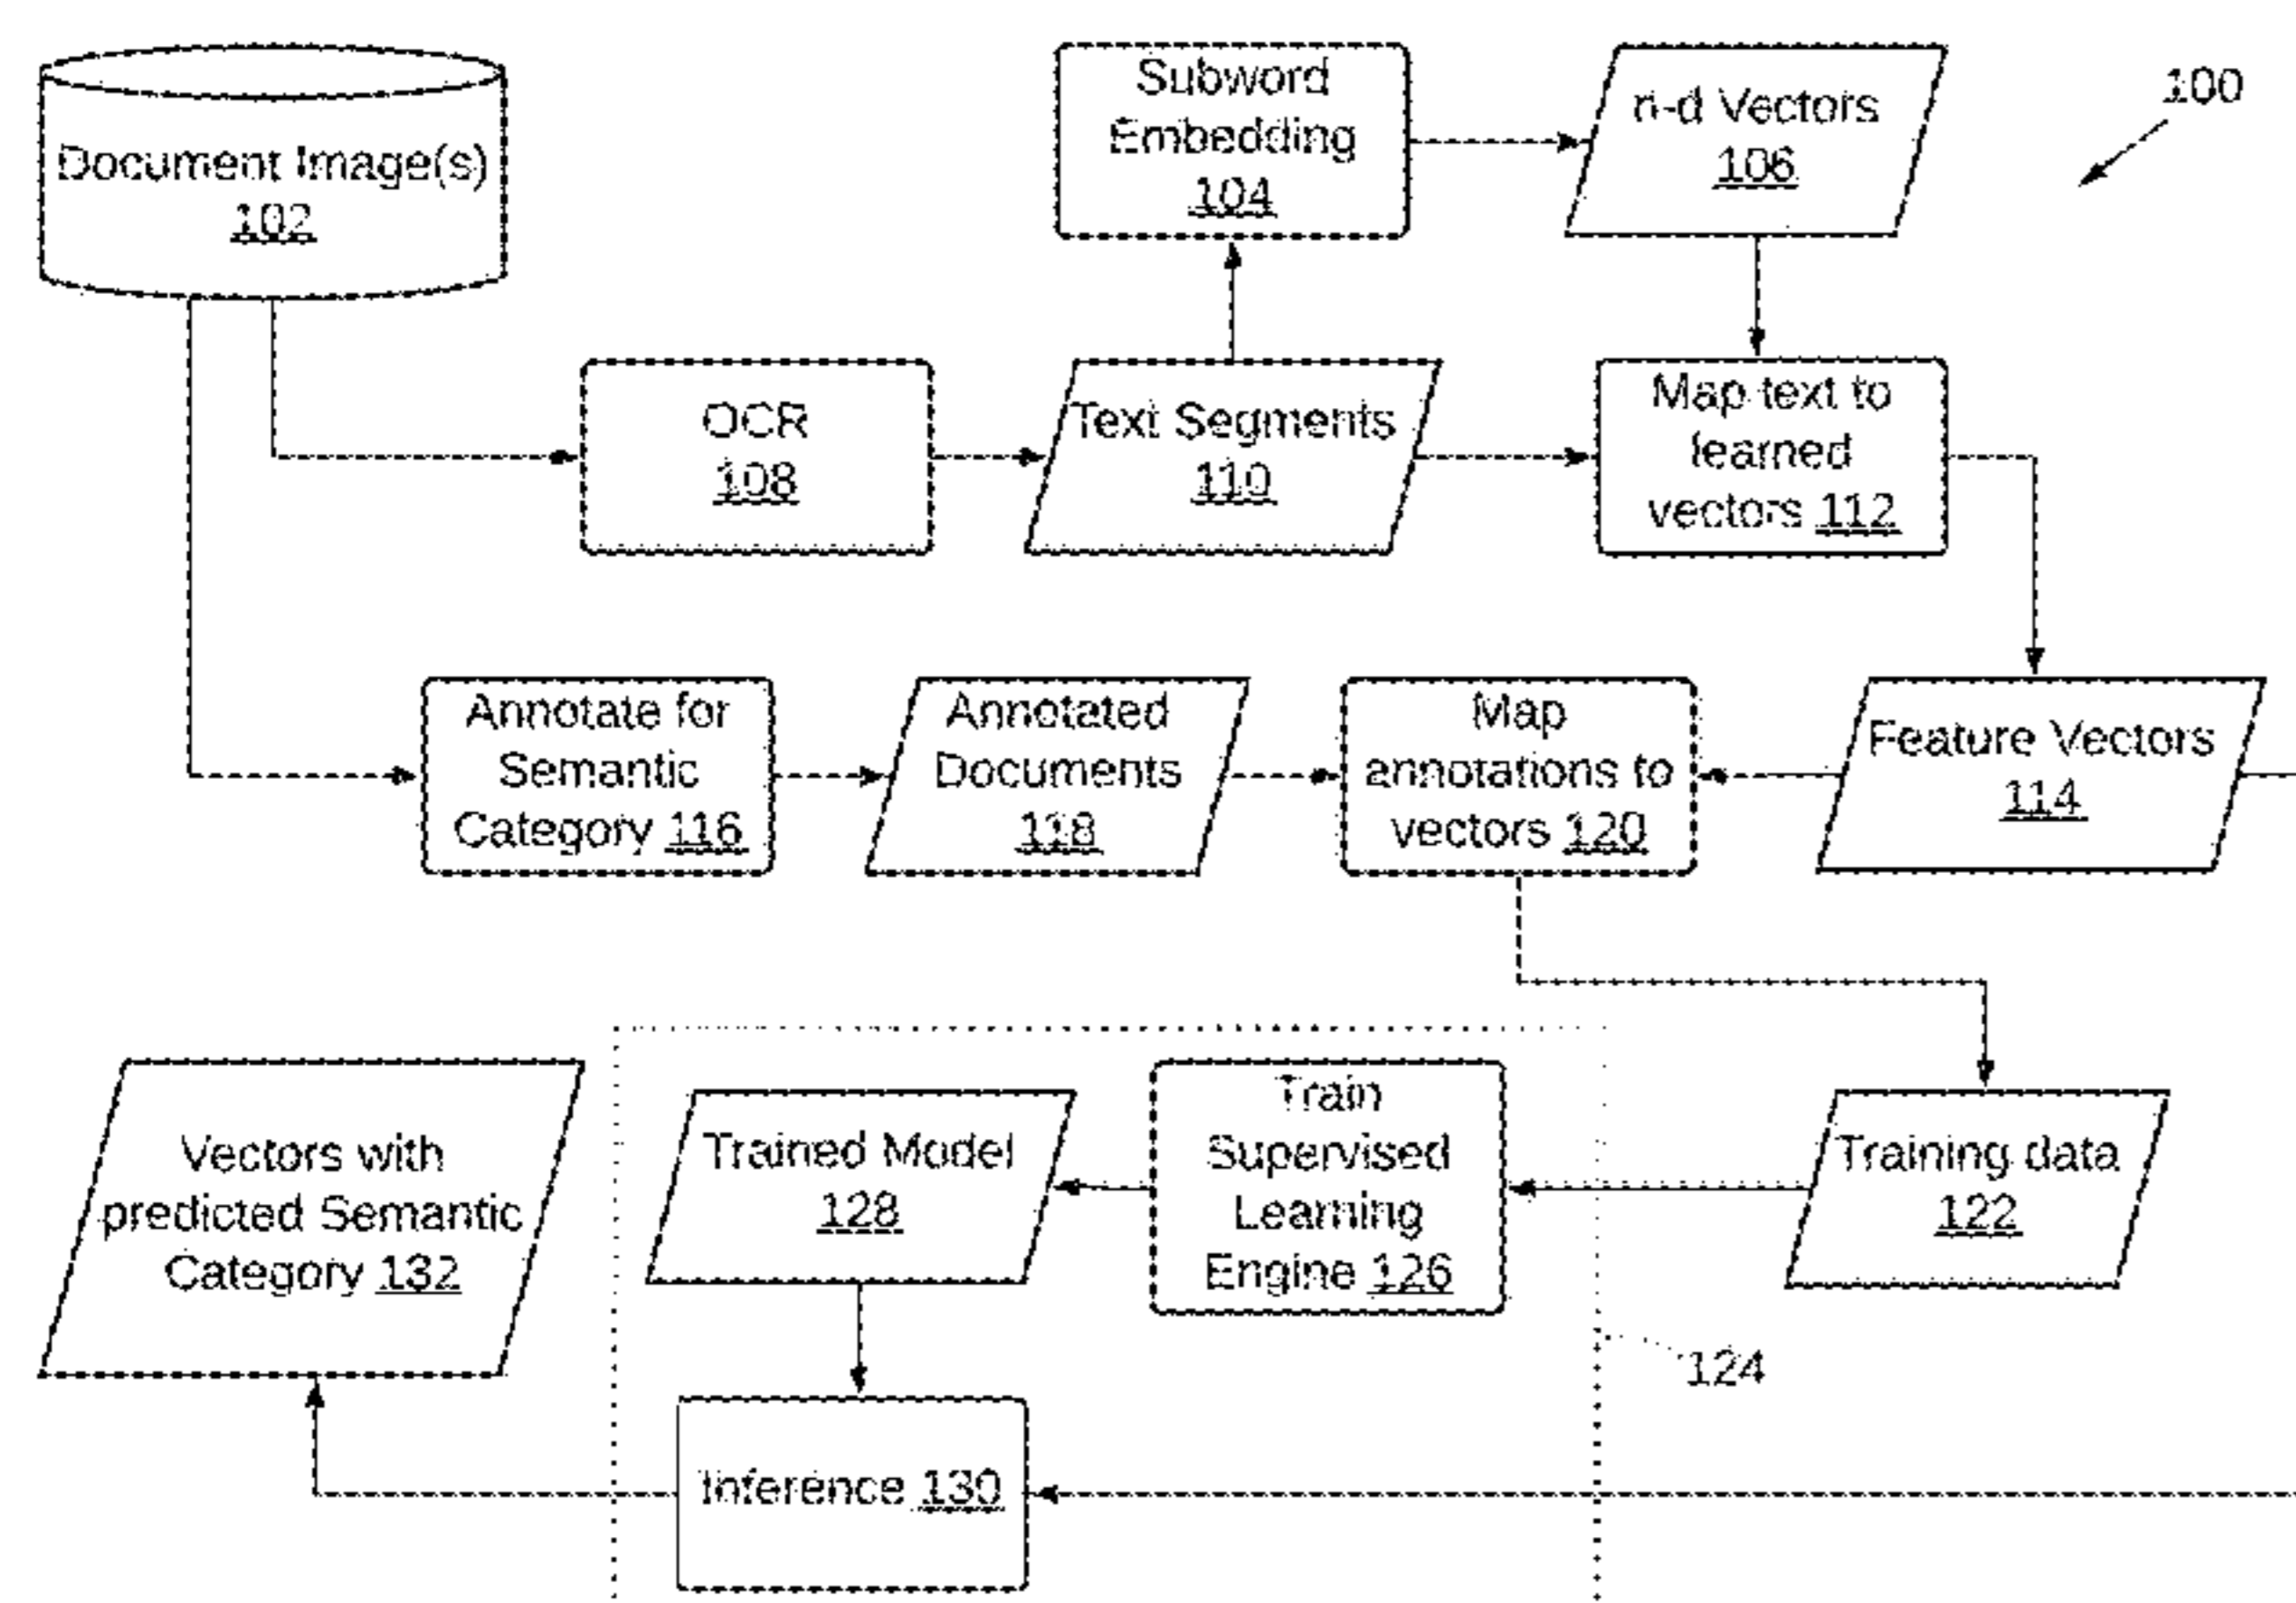 Document Image(s)
102
Subword
Embedding
104
n-d Vectors
106
100
OCR
108
Text Segments
110
Map text to
learned
vectors 112
Annotate for
Semantic
Category 116
Annotated
Documents
118
Map
annotations to
vectors 120
Feature Vectors
114
Vectors with
predicted Semantic
Category 132
Trained Model
128
Train
Supervised
Learning
Engine 126
Training data
122
124
Inference 130